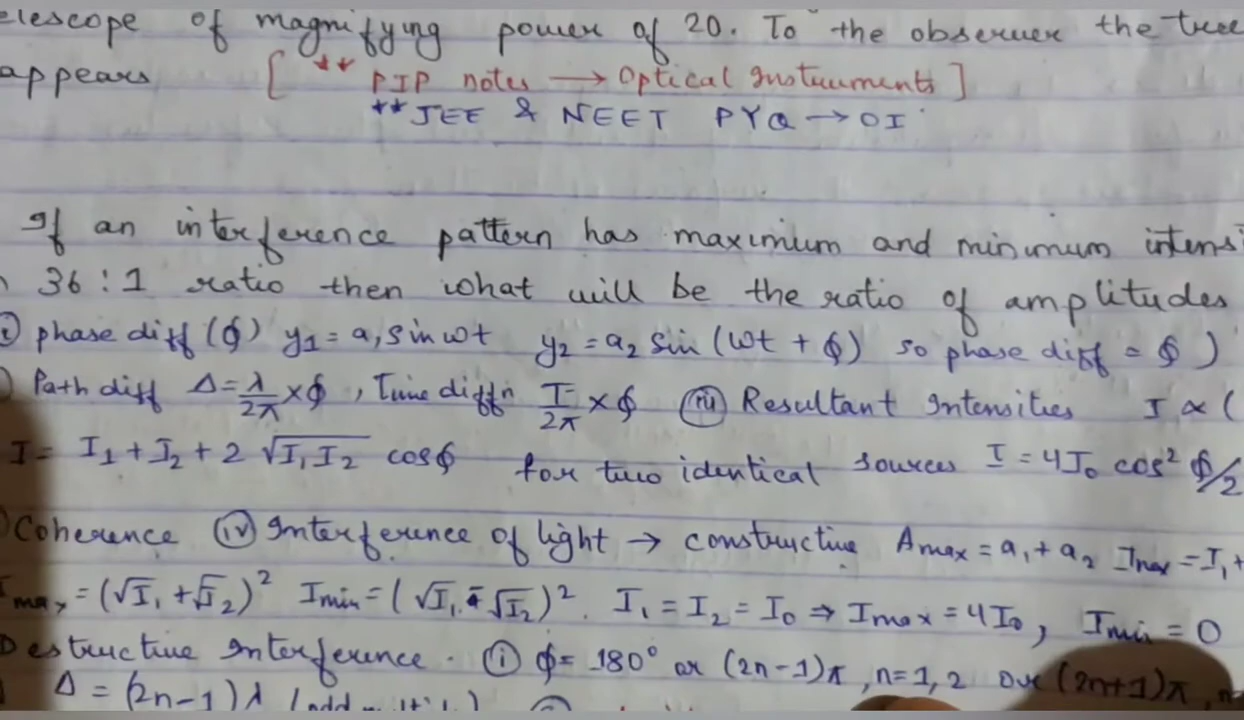 elescope of magnifying power of 20. To the observer the tree
appears [ ** PIP notes → Optical Instruments ]
** JEE & NEET PYQ → OI
If an interference pattern has maximum and minimum intensi
36 : 1 ratio then what will be the ratio of amplitudes
phase diff (ϕ) y₁ = a₁ sin ωt y₂ = a₂ sin (ωt + ϕ) so phase diff = ϕ )
Path diff Δ = λ/2π × ϕ , Time diffn T/2π × ϕ (iii) Resultant Intensities I ∝ (
I = I₁ + I₂ + 2 √I₁I₂ cosϕ for two identical sources I = 4I₀ cos² ϕ/2
Coherence (iv) Interference of light → constructive Amax = a₁ + a₂ Imax = I₁ +
Imax = (√I₁ + √I₂)² Imin = (√I₁ - √I₂)². I₁ = I₂ = I₀ ⇒ Imax = 4I₀, Imin = 0
Destructive Interference. (i) ϕ = 180° or (2n-1)π, n=1,2 or (2n+1)π,
Δ = (2n-1)λ